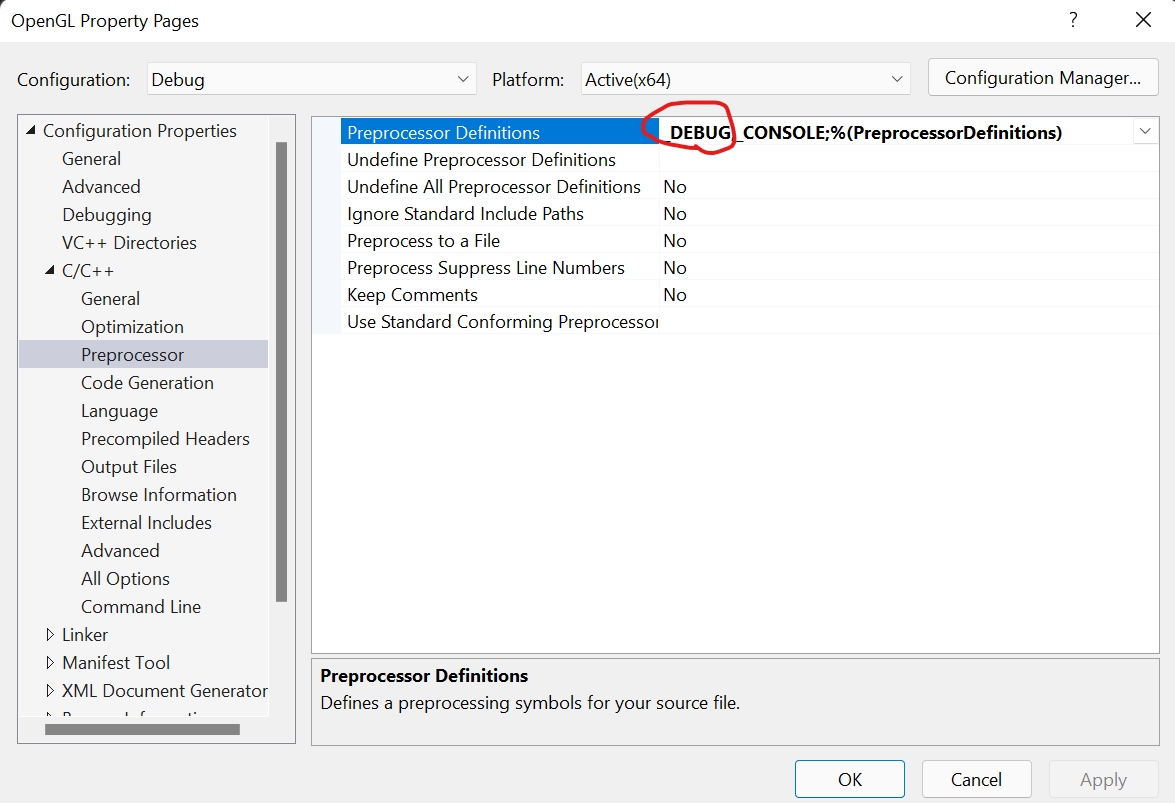 OpenGL Property Pages
?
Configuration: Debug Platform: Active(x64) Configuration Manager...
Configuration Properties
General
Advanced
Debugging
VC++ Directories
C/C++
General
Optimization
Preprocessor
Code Generation
Language
Precompiled Headers
Output Files
Browse Information
External Includes
Advanced
All Options
Command Line
Linker
Manifest Tool
XML Document Generator
Preprocessor Definitions _DEBUG;_CONSOLE;%(PreprocessorDefinitions)
Undefine Preprocessor Definitions
Undefine All Preprocessor Definitions No
Ignore Standard Include Paths No
Preprocess to a File No
Preprocess Suppress Line Numbers No
Keep Comments No
Use Standard Conforming Preprocessor
Preprocessor Definitions
Defines a preprocessing symbols for your source file.
OK Cancel Apply